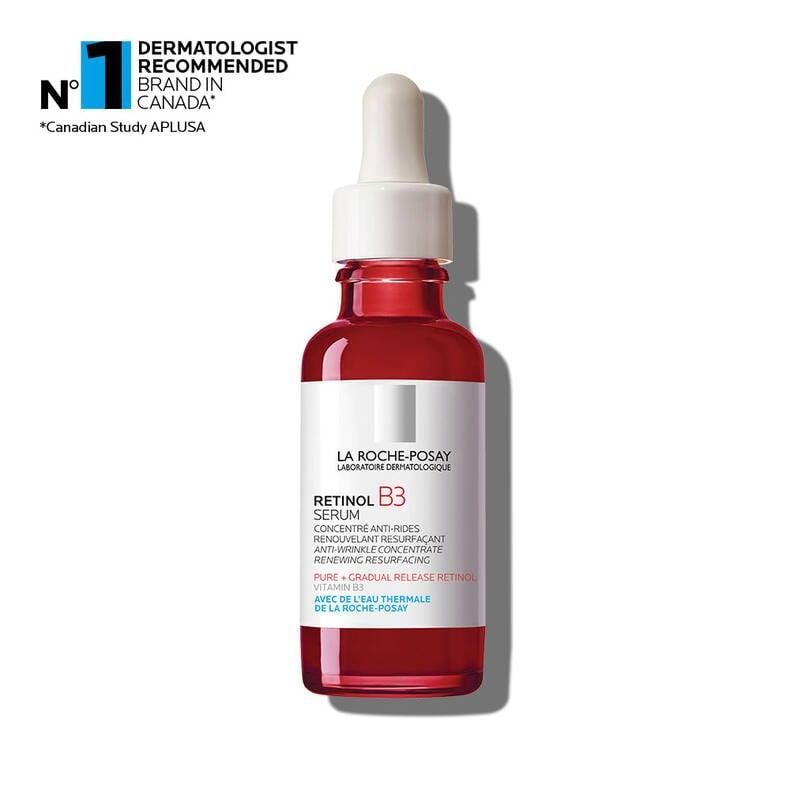 N°1
DERMATOLOGIST
RECOMMENDED
BRAND IN
CANADA*
*Canadian Study APLUSA
LA ROCHE-POSAY
LABORATOIRE DERMATOLOGIQUE
RETINOL B3
SERUM
CONCENTRÉ ANTI-RIDES
RENOUVELANT RESURFAÇANT
ANTI-WRINKLE CONCENTRATE
RENEWING RESURFACING
PURE + GRADUAL RELEASE RETINOL
VITAMIN B3
AVEC DE L'EAU THERMALE
DE LA ROCHE-POSAY